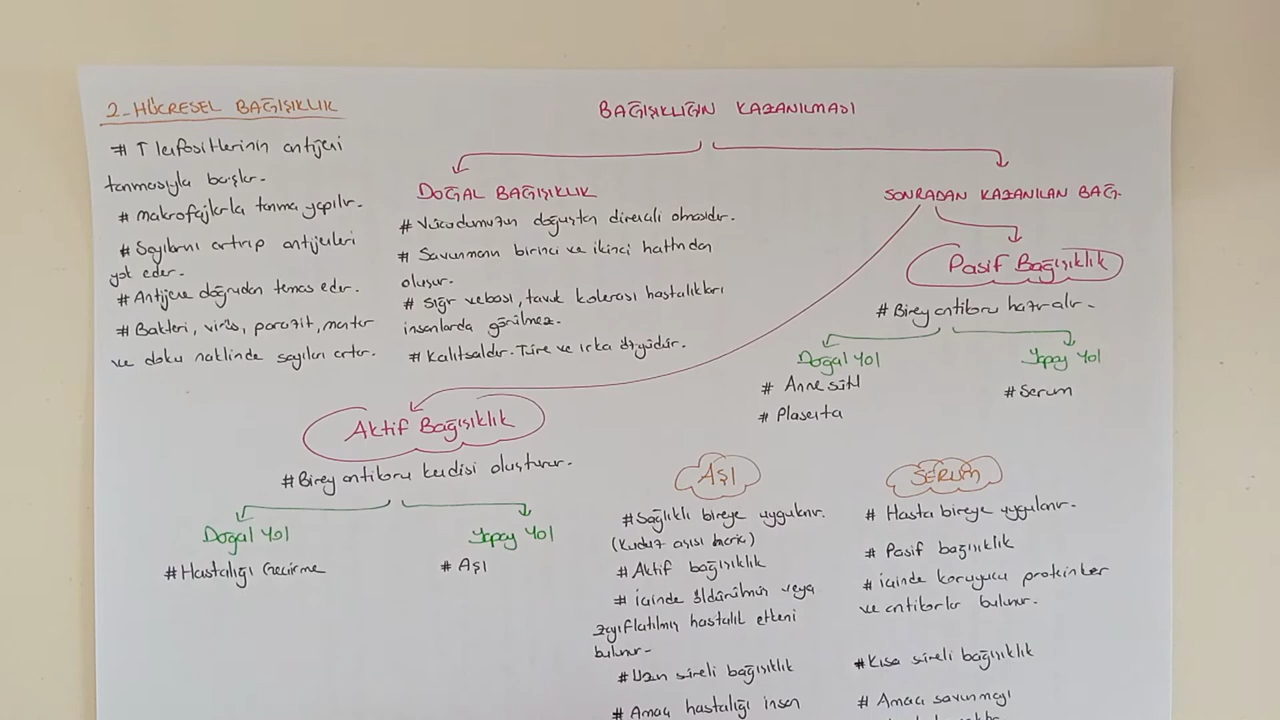 2-HÜCRESEL BAĞIŞIKLIK
# T lenfositlerinin antijeni
tanımasıyla başlar.
# Makrofajlarla tanıma yapılır.
# Sayılarını artırıp antijenleri
yok eder.
# Antijene doğrudan temas eder.
# Bakteri, virüs, parazit, mantar
ve doku naklinde sayıları artar.
BAĞIŞIKLIĞIN KAZANILMASI
DOĞAL BAĞIŞIKLIK
# Vücudumuzun doğuştan dirençli olmasıdır.
# Savunmanın birinci ve ikinci hattından
oluşur.
# Sığır vebası, tavuk kolerası hastalıkları
insanlarda görülmez.
# Kalıtsaldır. Türe ve ırka özgüdür.
SONRADAN KAZANILAN BAĞ.
Pasif Bağışıklık
# Birey antikoru hazır alır.
Doğal Yol
# Anne sütü
# Plasenta
Yapay Yol
# Serum
Aktif Bağışıklık
# Birey antikoru kendisi oluşturur.
Doğal Yol
# Hastalığı Geçirme
Yapay Yol
# Aşı
AŞI
# Sağlıklı bireye uygulanır.
(Kuduz aşısı hariç)
# Aktif bağışıklık
# İçinde öldürülmüş veya
zayıflatılmış hastalık etkeni
bulunur.
# Uzun süreli bağışıklık
# Amaç hastalığı insan
SERUM
# Hasta bireye uygulanır.
# Pasif bağışıklık
# İçinde koruyucu proteinler
ve antikorlar bulunur.
# Kısa süreli bağışıklık
# Amaç savunmayı